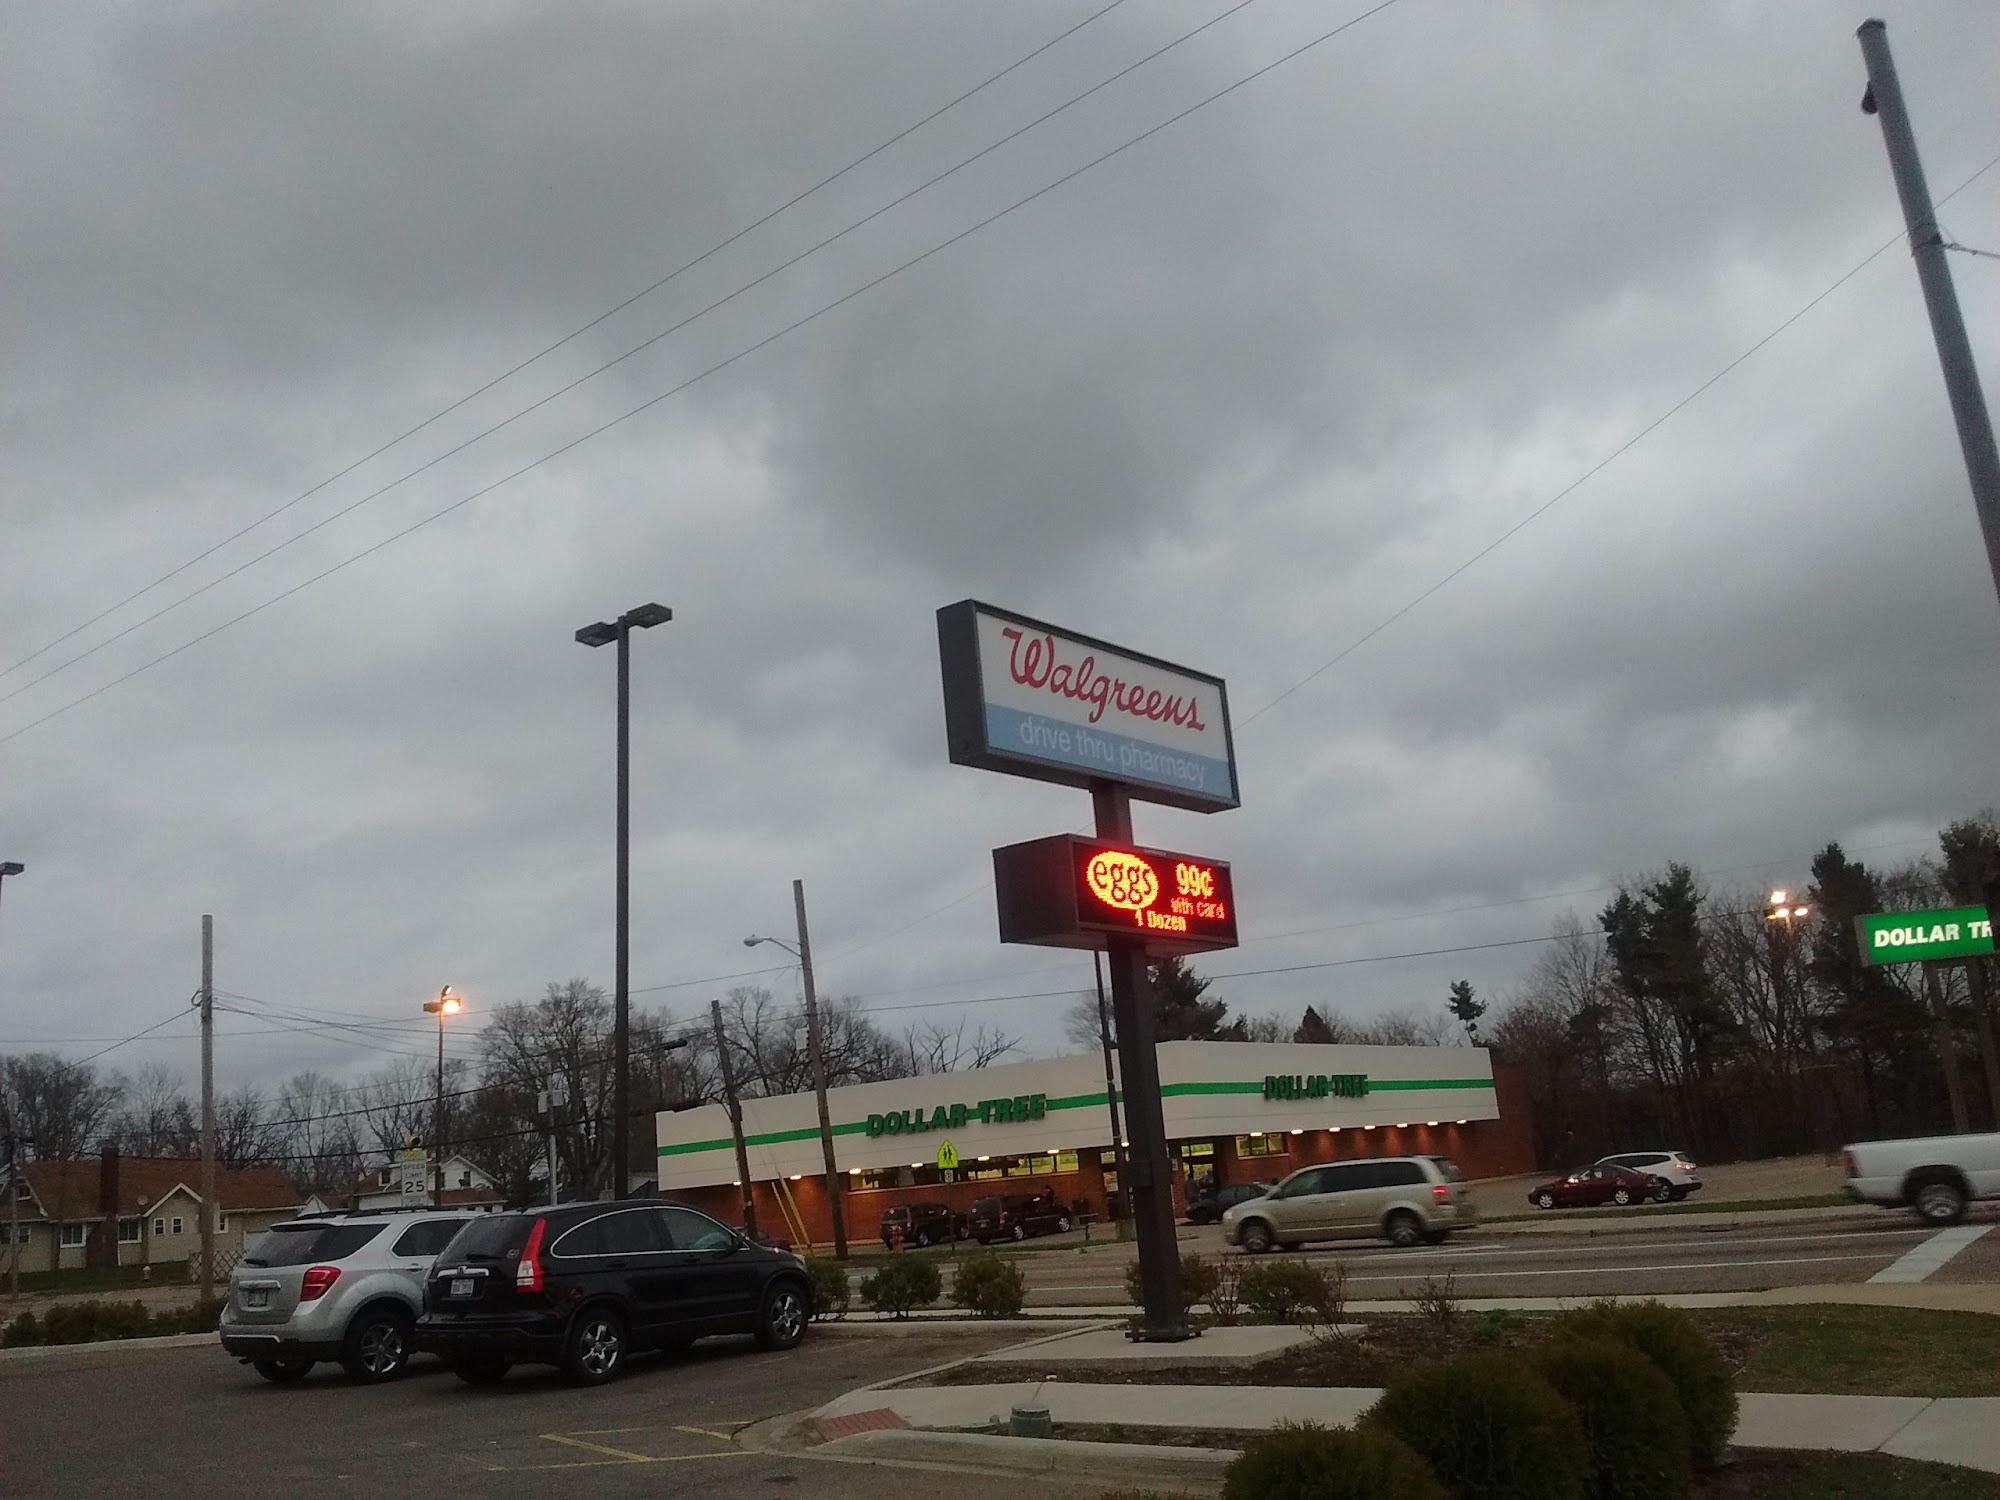 Walgreens
drive thru pharmacy
eggs 99¢
with card
1 Dozen
DOLLAR TR
DOLLAR TREE
DOLLAR TREE
SPEED
LIMIT
25